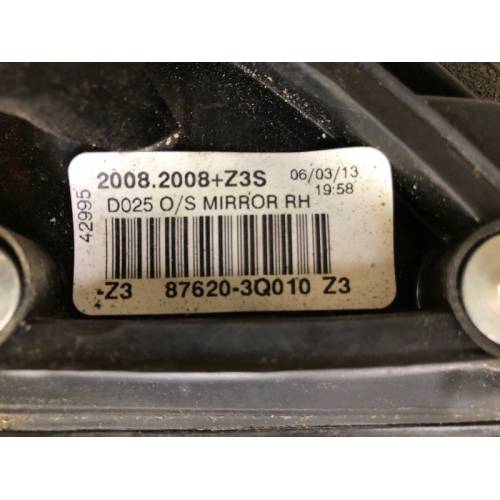 42995
2008.2008+Z3S 06/03/13
19:58
D025 O/S MIRROR RH
-Z3 87620-3Q010 Z3